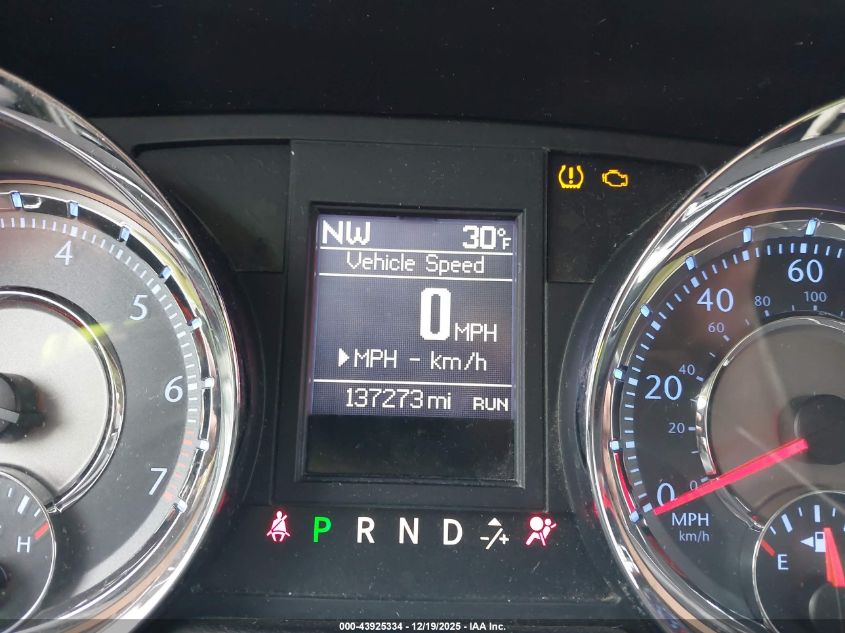 NW 30°F
Vehicle Speed
0 MPH
▶MPH - km/h
137273 mi RUN
4
5
6
7
H
P R N D -/+
0 20 40 60
0 20 40 60 80 100
MPH
km/h
E
000-43925334 - 12/19/2025 - IAA Inc.